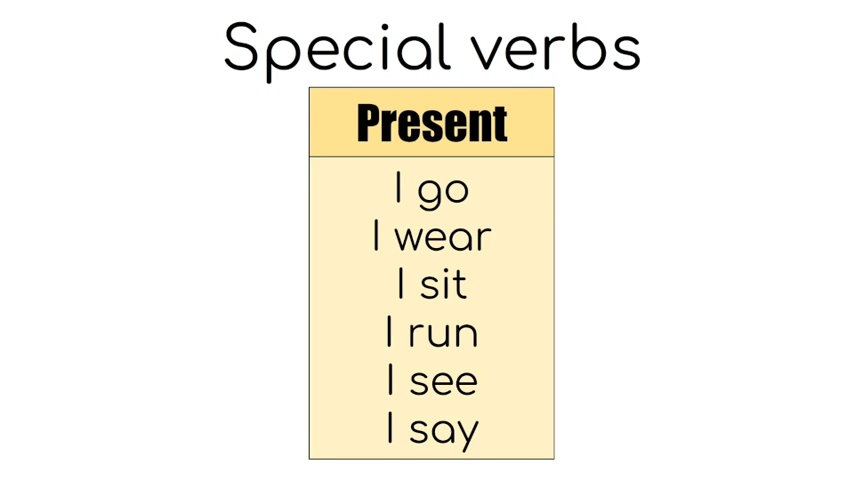 Special verbs
Present
I go
I wear
I sit
I run
I see
I say